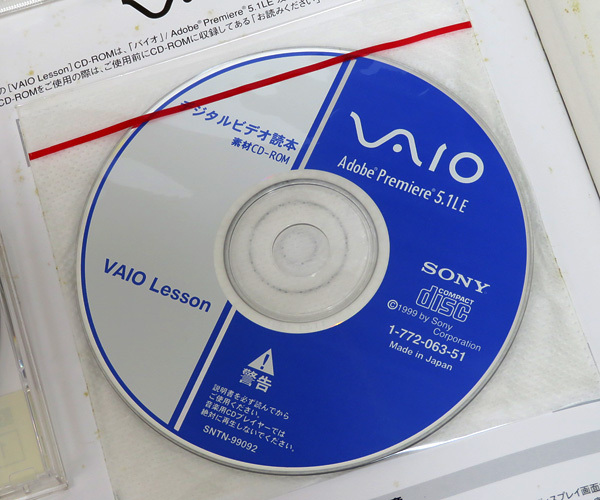 の[VAIO Lesson]CD-ROMは、「バイオ」/ Adobe® Premiere® 5.1LE
CD-ROMをご使用の際は、ご使用前にCD-ROMに収録してある「お読みください」
デジタルビデオ読本
素材CD-ROM
VAIO
Adobe® Premiere® 5.1LE
VAIO Lesson
SONY
COMPACT
disc
©1999 by Sony
Corporation
1-772-063-51
Made in Japan
警告
説明書を必ず読んでから
ご使用ください。
音楽用CDプレイヤーでは
絶対に再生しないでください。
SNTN-99092
スプレイ画面